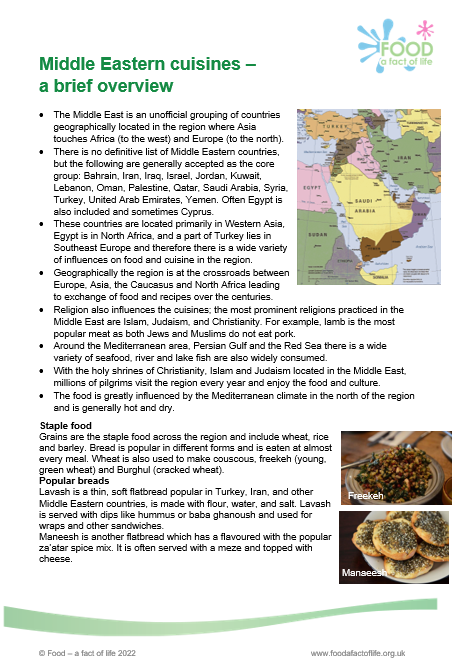 FOOD
a fact of life
Middle Eastern cuisines –
a brief overview
• The Middle East is an unofficial grouping of countries
geographically located in the region where Asia
touches Africa (to the west) and Europe (to the north).
• There is no definitive list of Middle Eastern countries,
but the following are generally accepted as the core
group: Bahrain, Iran, Iraq, Israel, Jordan, Kuwait,
Lebanon, Oman, Palestine, Qatar, Saudi Arabia, Syria,
Turkey, United Arab Emirates, Yemen. Often Egypt is
also included and sometimes Cyprus.
• These countries are located primarily in Western Asia,
Egypt is in North Africa, and a part of Turkey lies in
Southeast Europe and therefore there is a wide variety
of influences on food and cuisine in the region.
• Geographically the region is at the crossroads between
Europe, Asia, the Caucasus and North Africa leading
to exchange of food and recipes over the centuries.
TURKEY
IRAN
EGYPT
SAUDI
ARABIA
SUDAN
• Religion also influences the cuisines; the most prominent religions practiced in the
Middle East are Islam, Judaism, and Christianity. For example, lamb is the most
popular meat as both Jews and Muslims do not eat pork.
• Around the Mediterranean area, Persian Gulf and the Red Sea there is a wide
variety of seafood, river and lake fish are also widely consumed.
• With the holy shrines of Christianity, Islam and Judaism located in the Middle East,
millions of pilgrims visit the region every year and enjoy the food and culture.
• The food is greatly influenced by the Mediterranean climate in the north of the region
and is generally hot and dry.
Staple food
Grains are the staple food across the region and include wheat, rice
and barley. Bread is popular in different forms and is eaten at almost
every meal. Wheat is also used to make couscous, freekeh (young,
green wheat) and Burghul (cracked wheat).
Popular breads
Lavash is a thin, soft flatbread popular in Turkey, Iran, and other
Middle Eastern countries, is made with flour, water, and salt. Lavash
is served with dips like hummus or baba ghanoush and used for
wraps and other sandwiches.
Maneesh is another flatbread which has a flavoured with the popular
za'atar spice mix. It is often served with a meze and topped with
cheese.
Freekeh
Manaeesh
© Food – a fact of life 2022
www.foodafactoflife.org.uk